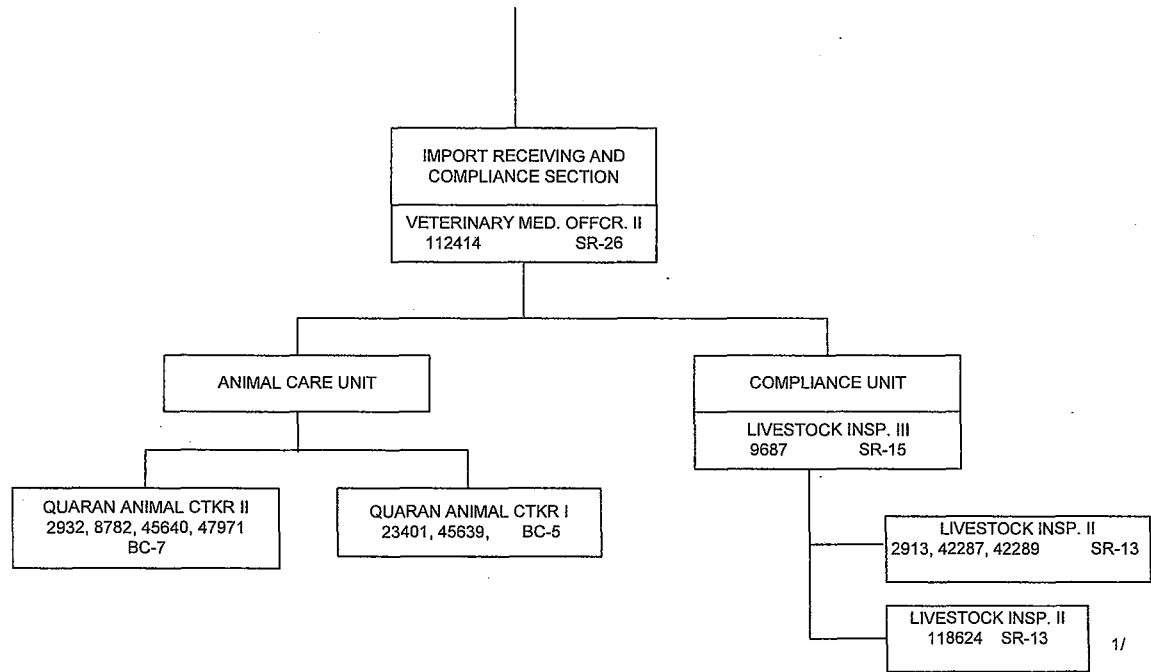 IMPORT RECEIVING AND
COMPLIANCE SECTION
VETERINARY MED. OFFCR. II
112414 SR-26
ANIMAL CARE UNIT
COMPLIANCE UNIT
LIVESTOCK INSP. III
9687 SR-15
QUARAN ANIMAL CTKR II
2932, 8782, 45640, 47971
BC-7
QUARAN ANIMAL CTKR I
23401, 45639, BC-5
LIVESTOCK INSP. II
2913, 42287, 42289 SR-13
LIVESTOCK INSP. II
118624 SR-13 1/